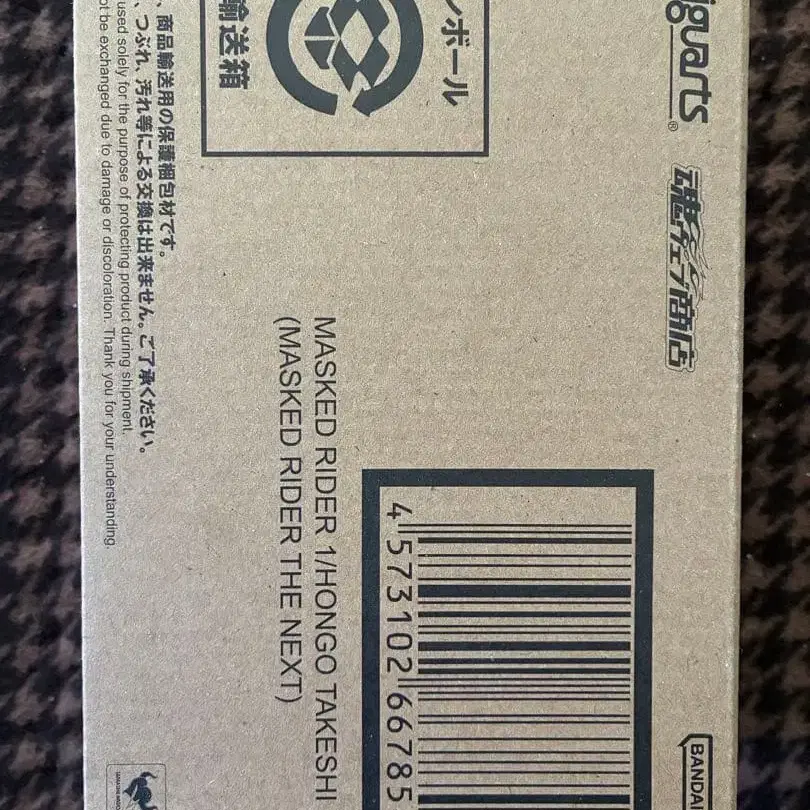 iguarts®
魂ウェブ商店
ンボール
輸送箱
、商品輸送用の保護梱包材です。
、つぶれ、汚れ等による交換は出来ません。ご了承ください。
used solely for the purpose of protecting product during shipment.
ot be exchanged due to damage or discoloration. Thank you for your understanding.
MASKED RIDER 1/HONGO TAKESHI
(MASKED RIDER THE NEXT)
4 573102 66785
BANDAI